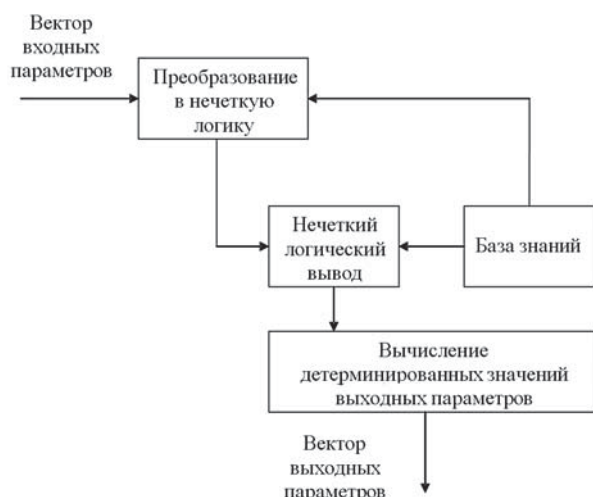 Вектор
входных
параметров
Преобразование
в нечеткую
логику
Нечеткий
логический
вывод
База знаний
Вычисление
детерминированных значений
выходных параметров
Вектор
выходных
параметров